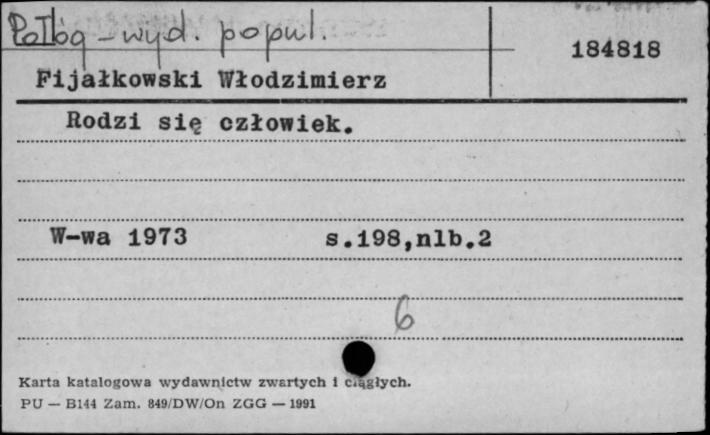 Połóg - wyd. popul.
184818
Fijałkowski Włodzimierz
Rodzi się człowiek.
W-wa 1973 s.198,nlb.2
6
Karta katalogowa wydawnictw zwartych i ciągłych.
PU — B144 Zam. 849/DW/On ZGG — 1991